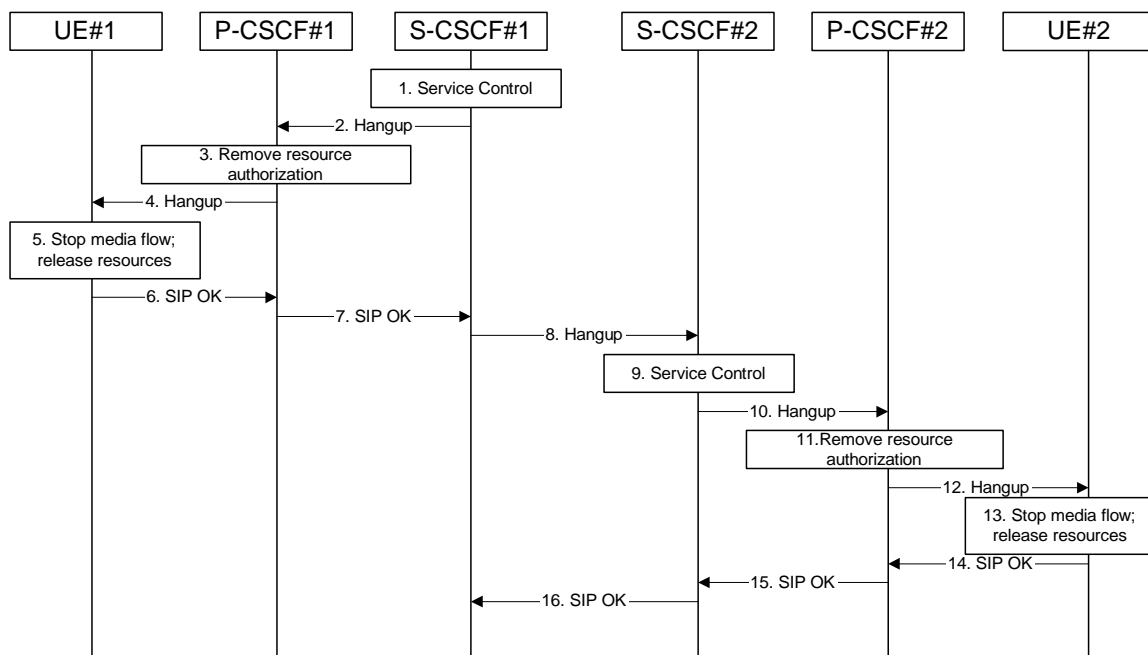 UE#1 P-CSCF#1 S-CSCF#1 S-CSCF#2 P-CSCF#2 UE#2
1. Service Control
2. Hangup
3. Remove resource
authorization
4. Hangup
5. Stop media flow;
release resources
6. SIP OK
7. SIP OK
8. Hangup
9. Service Control
10. Hangup
11.Remove resource
authorization
12. Hangup
13. Stop media flow;
release resources
14. SIP OK
15. SIP OK
16. SIP OK